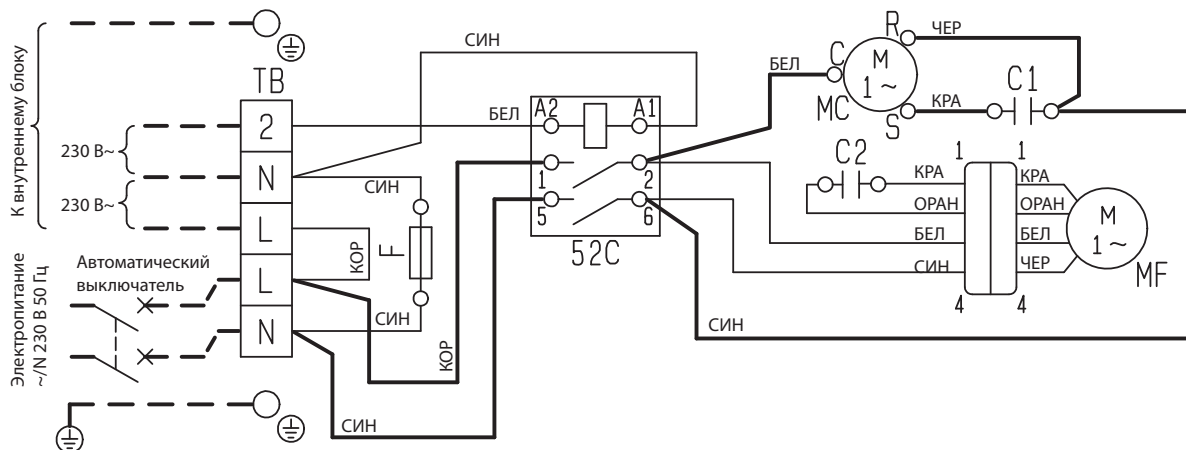 К внутреннему блоку
230 В~
230 В~
Электропитание
~/N 230 В 50 Гц
Автоматический
выключатель
TB
2
N
L
L
N
СИН
БЕЛ
СИН
КОР
F
СИН
КОР
СИН
A2
A1
1
2
5
6
52C
БЕЛ
C
R
ЧЕР
M
1~
MC
S
КРА
C1
C2
КРА
ОРАН
БЕЛ
СИН
1
1
4
4
КРА
ОРАН
БЕЛ
ЧЕР
M
1~
MF
СИН